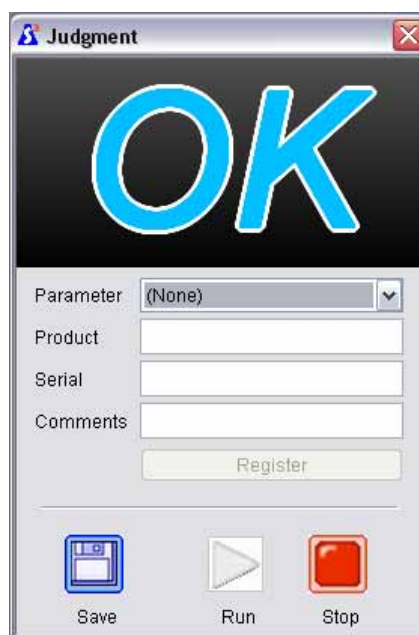 Judgment
OK
Parameter (None)
Product
Serial
Comments
Register
Save Run Stop